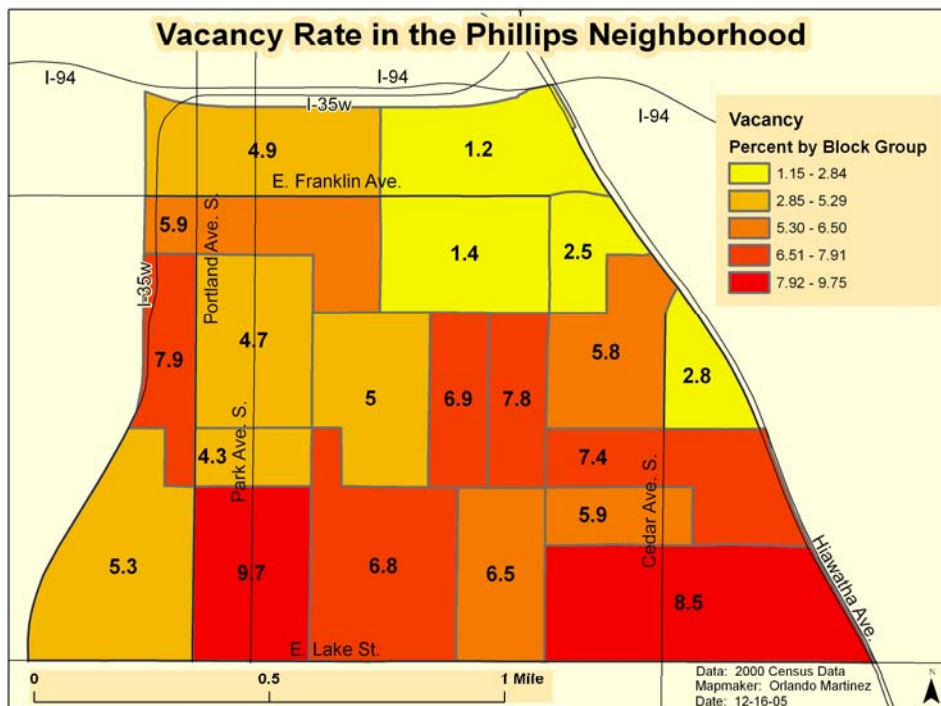 Vacancy Rate in the Phillips Neighborhood
I-94
I-94
I-35w
I-94
Vacancy
Percent by Block Group
1.15 - 2.84
2.85 - 5.29
5.30 - 6.50
6.51 - 7.91
7.92 - 9.75
4.9
1.2
E. Franklin Ave.
5.9
Portland Ave. S.
1.4
2.5
I-35w
4.7
7.9
5
6.9
7.8
5.8
2.8
4.3
Park Ave. S.
7.4
Cedar Ave. S.
5.9
5.3
9.7
6.8
6.5
8.5
Hiawatha Ave.
E. Lake St.
0
0.5
1 Mile
Data: 2000 Census Data
Mapmaker: Orlando Martinez
Date: 12-16-05
N